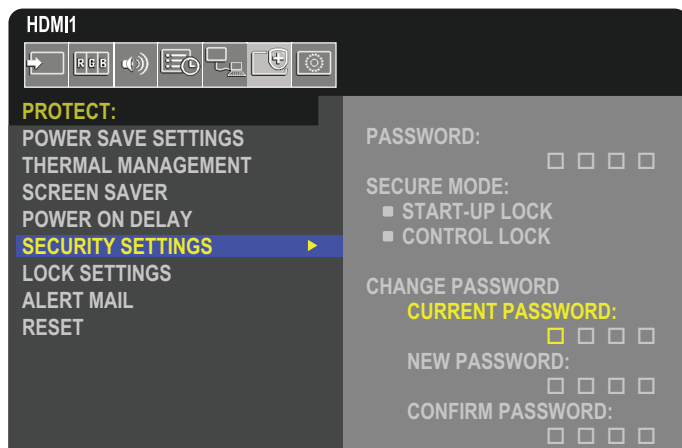 HDMI1
R G B
PROTECT:
POWER SAVE SETTINGS
THERMAL MANAGEMENT
SCREEN SAVER
POWER ON DELAY
SECURITY SETTINGS
LOCK SETTINGS
ALERT MAIL
RESET
PASSWORD:
SECURE MODE:
START-UP LOCK
CONTROL LOCK
CHANGE PASSWORD
CURRENT PASSWORD:
NEW PASSWORD:
CONFIRM PASSWORD: